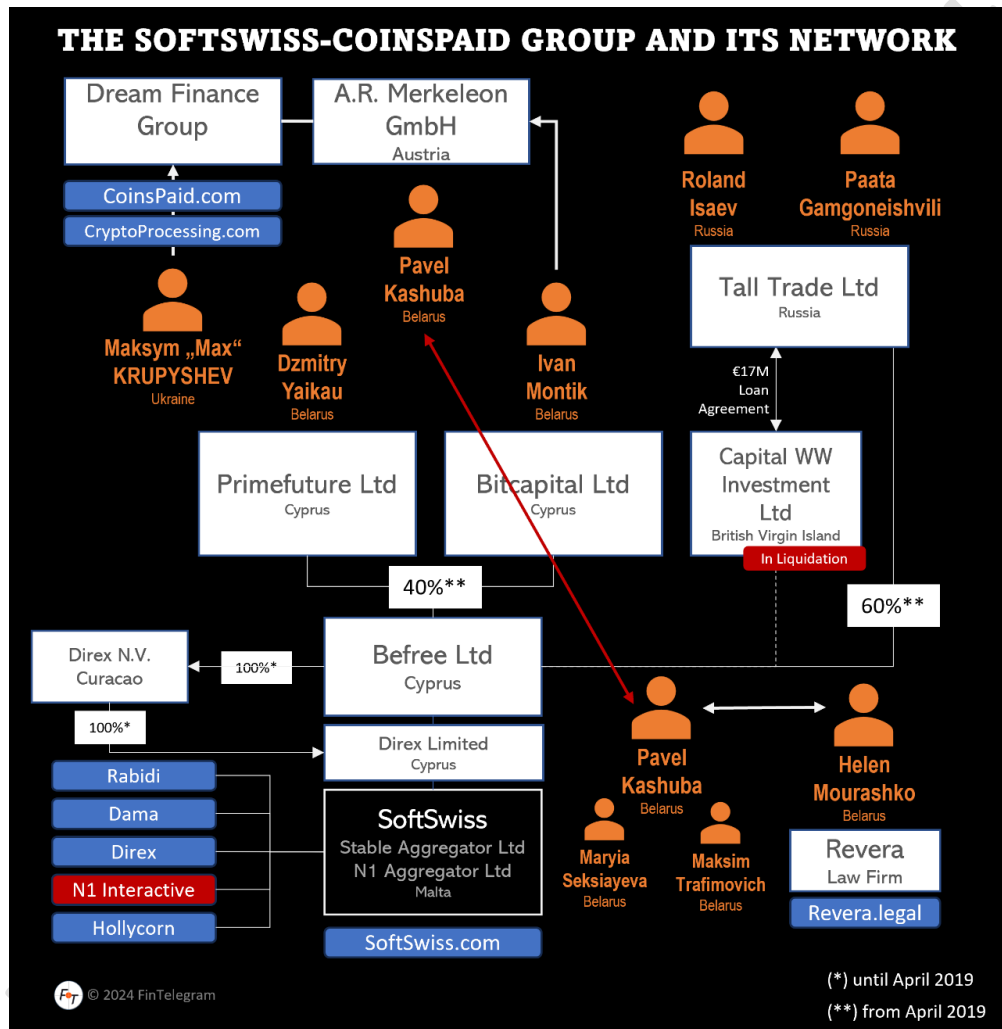 THE SOFTSWISS-COINSPAID GROUP AND ITS NETWORK
Dream Finance
Group
A.R. Merkeleon
GmbH
Austria
CoinsPaid.com
CryptoProcessing.com
Roland
Isaev
Russia
Paata
Gamgoneishvili
Russia
Pavel
Kashuba
Belarus
Tall Trade Ltd
Russia
Maksym „Max“
KRUPYSHEV
Ukraine
Dzmitry
Yaikau
Belarus
Ivan
Montik
Belarus
€17M
Loan
Agreement
Primefuture Ltd
Cyprus
Bitcapital Ltd
Cyprus
Capital WW
Investment
Ltd
British Virgin Island
In Liquidation
40%**
60%**
Direx N.V.
Curacao
100%*
Befree Ltd
Cyprus
100%*
Direx Limited
Cyprus
Pavel
Kashuba
Belarus
Helen
Mourashko
Belarus
Rabidi
Dama
Direx
N1 Interactive
Hollycorn
SoftSwiss
Stable Aggregator Ltd
N1 Aggregator Ltd
Malta
SoftSwiss.com
Maryia
Seksiayeva
Belarus
Maksim
Trafimovich
Belarus
Revera
Law Firm
Revera.legal
FT © 2024 FinTelegram
(*) until April 2019
(**) from April 2019